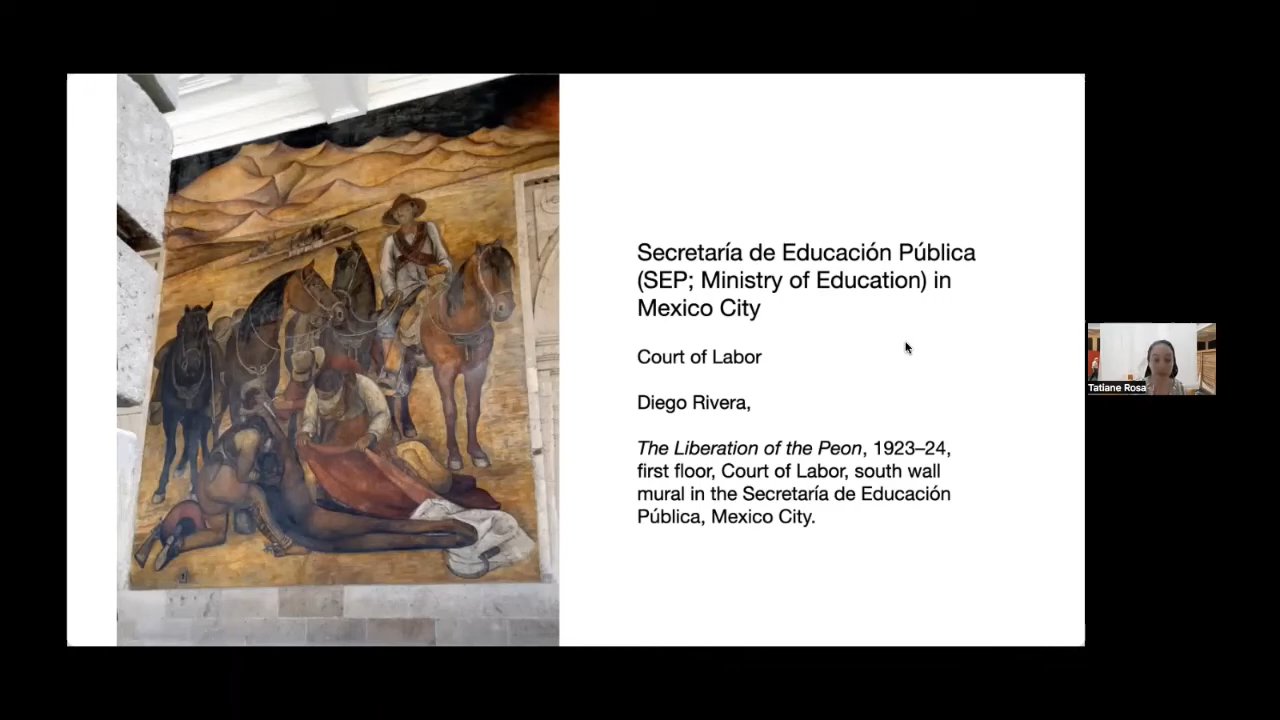 Secretaría de Educación Pública
(SEP; Ministry of Education) in
Mexico City
Court of Labor
Diego Rivera,
The Liberation of the Peon, 1923–24,
first floor, Court of Labor, south wall
mural in the Secretaría de Educación
Pública, Mexico City.
Tatiane Rosa